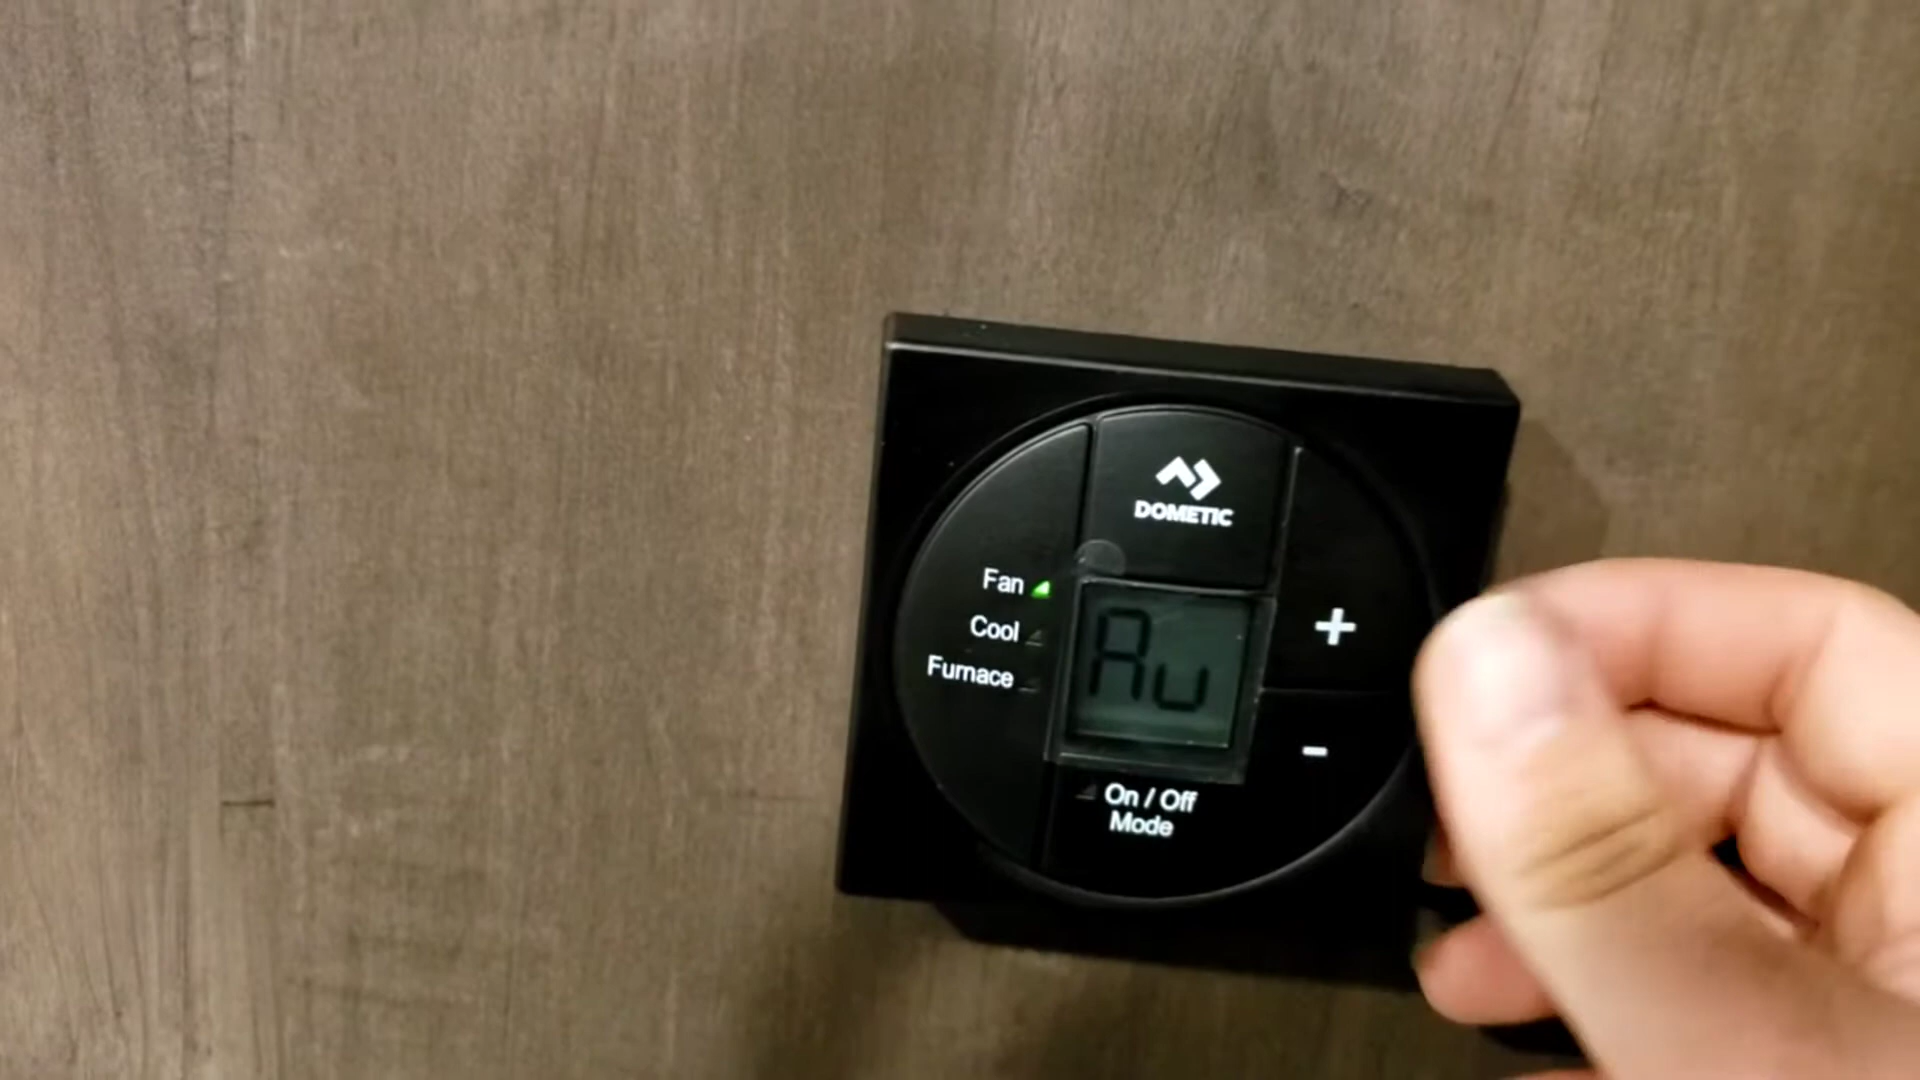 DOMETIC
Fan
Cool
Furnace
Au
+
-
On / Off
Mode